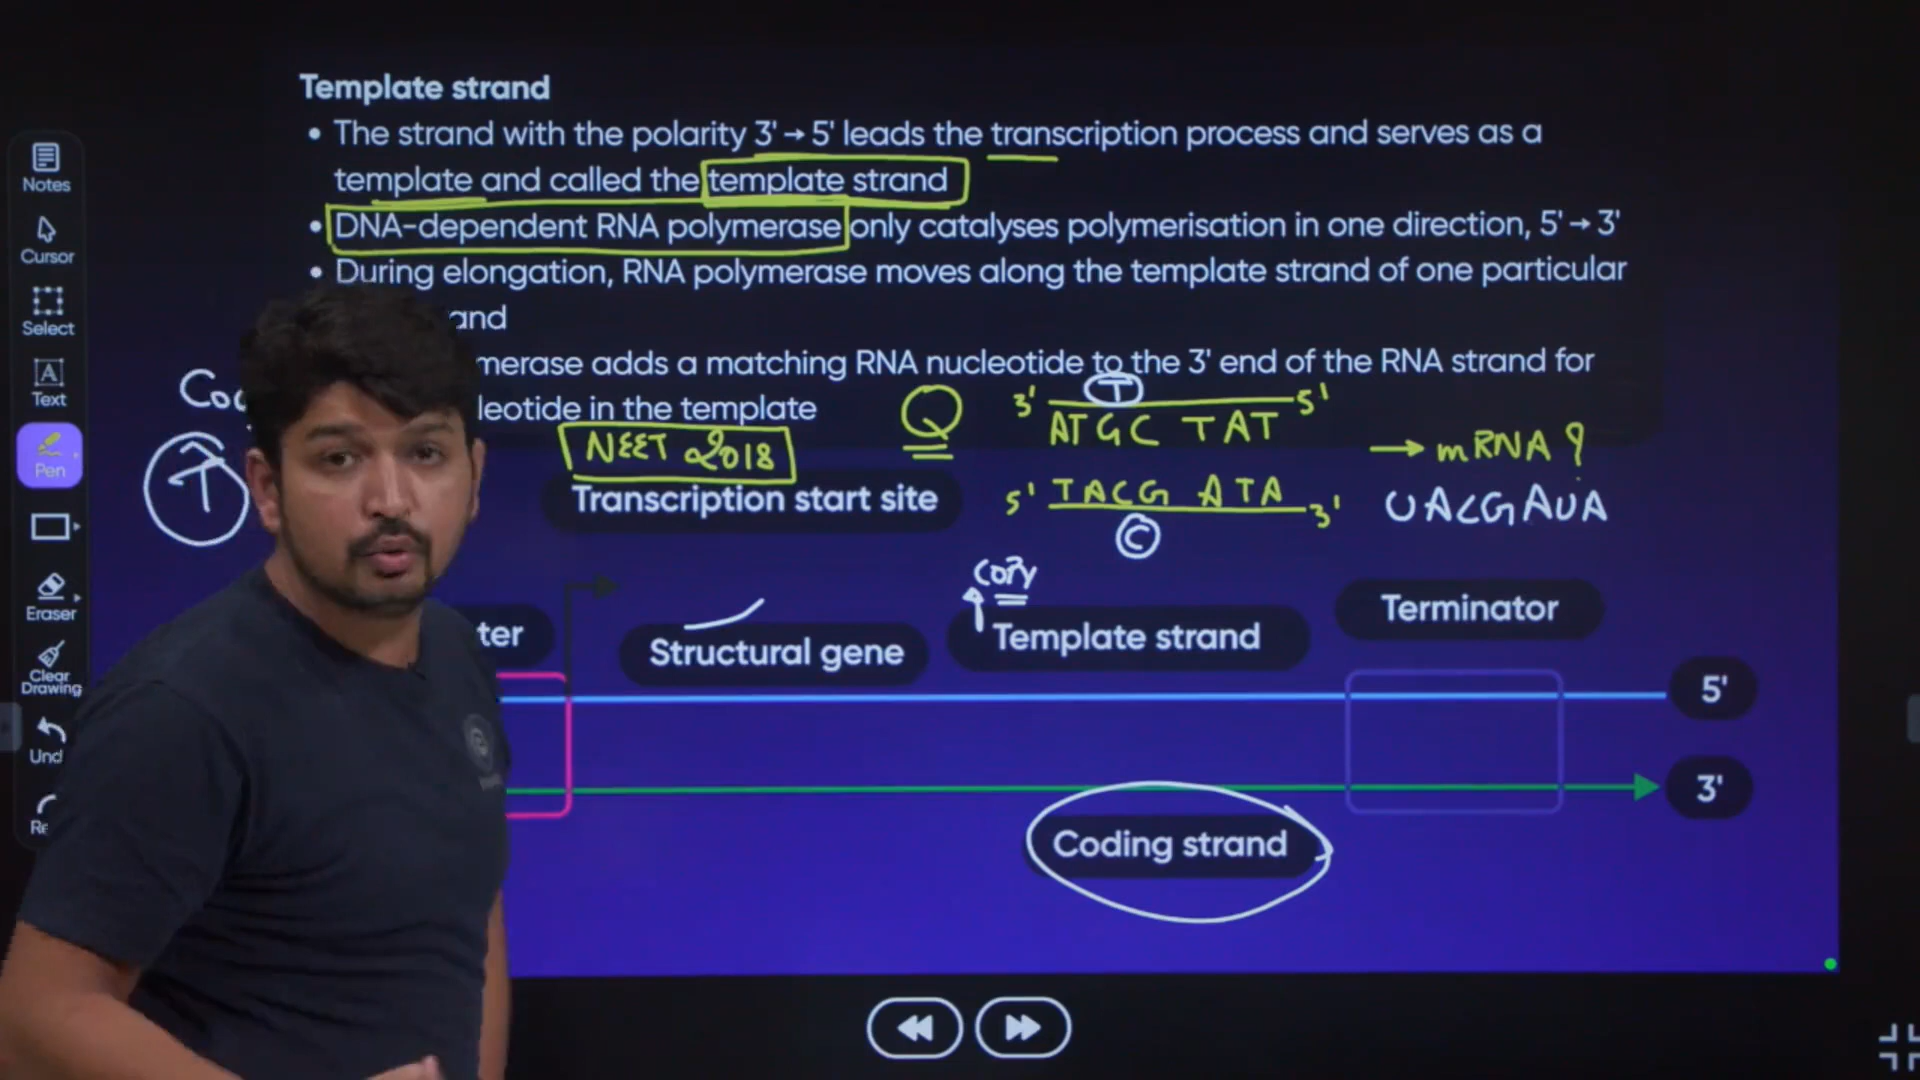 Template strand
• The strand with the polarity 3' → 5' leads the transcription process and serves as a
template and called the template strand
• DNA-dependent RNA polymerase only catalyses polymerisation in one direction, 5' → 3'
• During elongation, RNA polymerase moves along the template strand of one particular
and
merase adds a matching RNA nucleotide to the 3' end of the RNA strand for
leotide in the template
Notes
Cursor
Select
Text
Pen
Eraser
Clear
Drawing
Und
Re
Co
T
NEET 2018
Q
T
3' ATGC TAT 5'
→ mRNA ?
5' TACG ATA 3'
UACGAUA
C
Transcription start site
Copy
ter
Structural gene
Template strand
Terminator
5'
3'
Coding strand